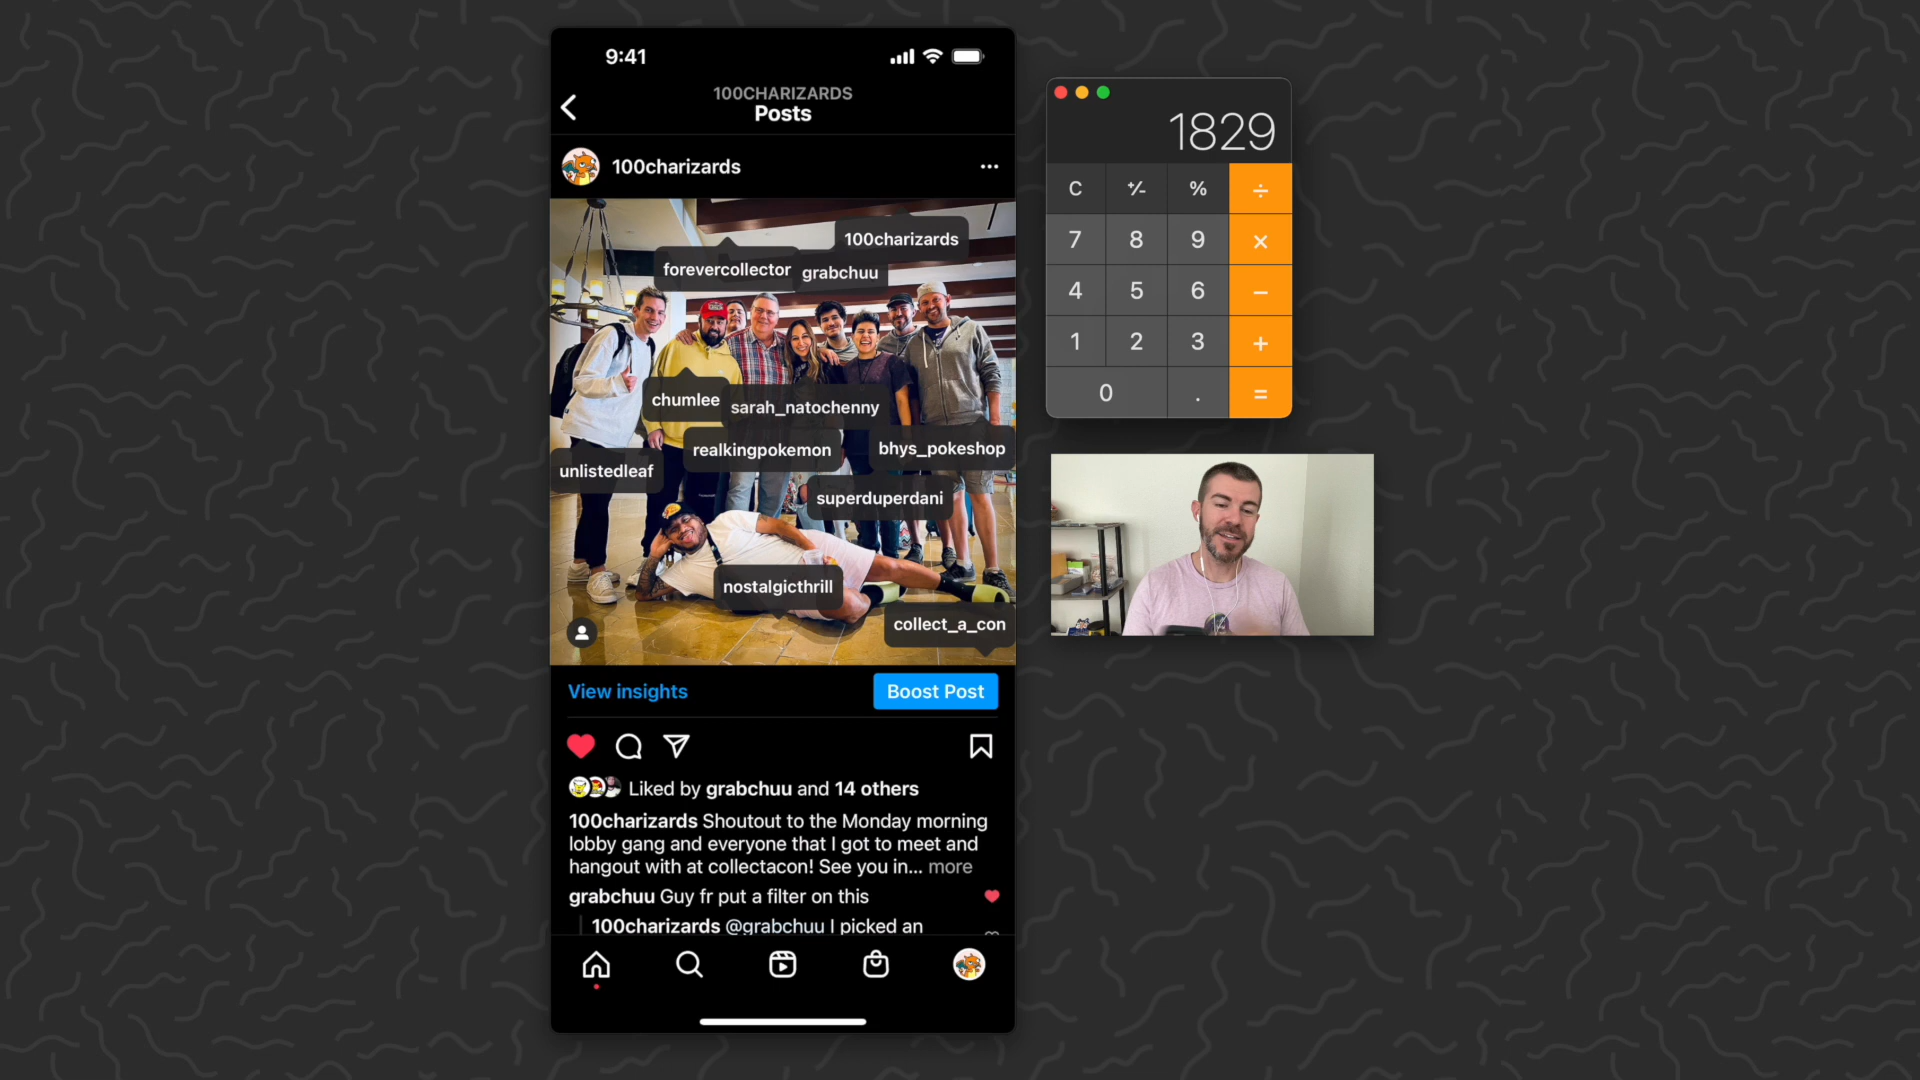 9:41
100CHARIZARDS
Posts
100charizards
100charizards
forevercollector
grabchuu
chumlee
sarah_natochenny
realkingpokemon
bhys_pokeshop
unlistedleaf
superduperdani
nostalgicthrill
collect_a_con
View insights
Boost Post
Liked by grabchuu and 14 others
100charizards Shoutout to the Monday morning
lobby gang and everyone that I got to meet and
hangout with at collectacon! See you in... more
grabchuu Guy fr put a filter on this
100charizards @grabchuu I picked an
1829
C +/- % ÷
7 8 9 ×
4 5 6 −
1 2 3 +
0 . =